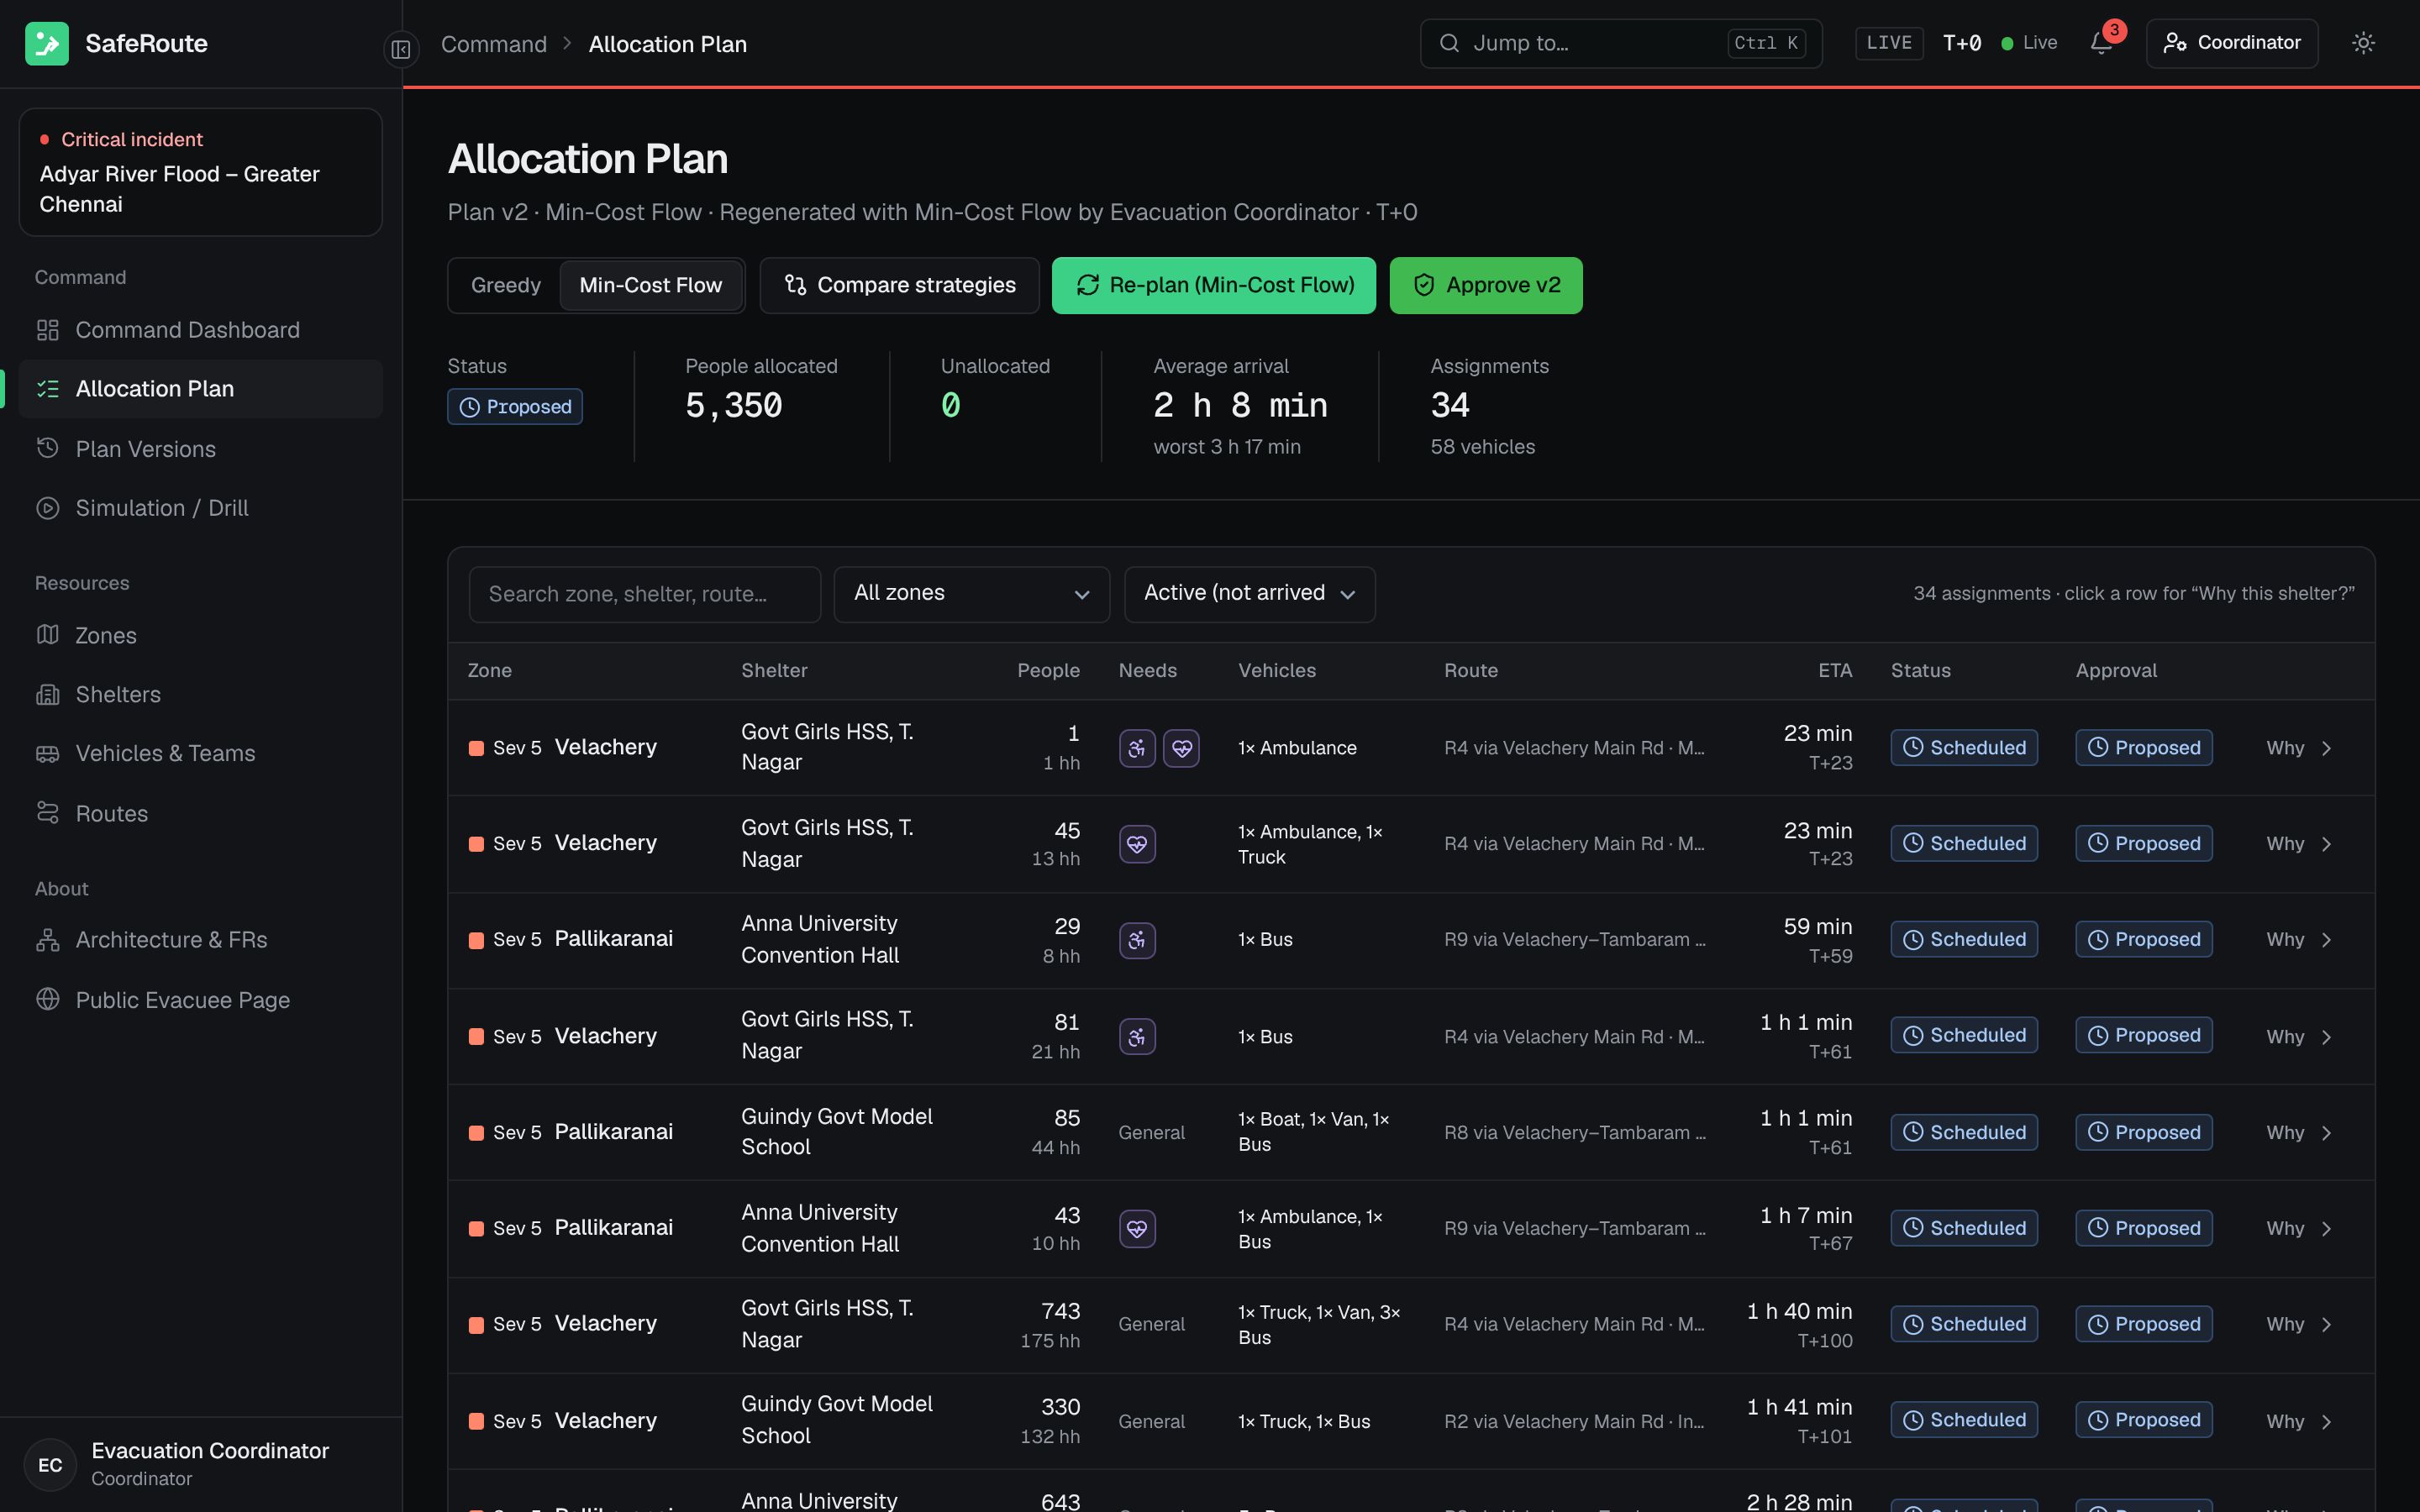 SafeRoute
Command > Allocation Plan
Jump to…
Ctrl K
LIVE
T+0
Live
3
Coordinator
Critical incident
Adyar River Flood – Greater
Chennai
Command
Command Dashboard
Allocation Plan
Plan Versions
Simulation / Drill
Resources
Zones
Shelters
Vehicles & Teams
Routes
About
Architecture & FRs
Public Evacuee Page
EC
Evacuation Coordinator
Coordinator
Allocation Plan
Plan v2 · Min-Cost Flow · Regenerated with Min-Cost Flow by Evacuation Coordinator · T+0
Greedy
Min-Cost Flow
Compare strategies
Re-plan (Min-Cost Flow)
Approve v2
Status
Proposed
People allocated
5,350
Unallocated
0
Average arrival
2 h 8 min
worst 3 h 17 min
Assignments
34
58 vehicles
Search zone, shelter, route…
All zones
Active (not arrived
34 assignments · click a row for “Why this shelter?”
Zone Shelter People Needs Vehicles Route ETA Status Approval
Sev 5 Velachery
Govt Girls HSS, T.
Nagar
1
1 hh
1× Ambulance
R4 via Velachery Main Rd · M…
23 min
T+23
Scheduled
Proposed
Why
Sev 5 Velachery
Govt Girls HSS, T.
Nagar
45
13 hh
1× Ambulance, 1×
Truck
R4 via Velachery Main Rd · M…
23 min
T+23
Scheduled
Proposed
Why
Sev 5 Pallikaranai
Anna University
Convention Hall
29
8 hh
1× Bus
R9 via Velachery–Tambaram …
59 min
T+59
Scheduled
Proposed
Why
Sev 5 Velachery
Govt Girls HSS, T.
Nagar
81
21 hh
1× Bus
R4 via Velachery Main Rd · M…
1 h 1 min
T+61
Scheduled
Proposed
Why
Sev 5 Pallikaranai
Guindy Govt Model
School
85
44 hh
General
1× Boat, 1× Van, 1×
Bus
R8 via Velachery–Tambaram …
1 h 1 min
T+61
Scheduled
Proposed
Why
Sev 5 Pallikaranai
Anna University
Convention Hall
43
10 hh
1× Ambulance, 1×
Bus
R9 via Velachery–Tambaram …
1 h 7 min
T+67
Scheduled
Proposed
Why
Sev 5 Velachery
Govt Girls HSS, T.
Nagar
743
175 hh
General
1× Truck, 1× Van, 3×
Bus
R4 via Velachery Main Rd · M…
1 h 40 min
T+100
Scheduled
Proposed
Why
Sev 5 Velachery
Guindy Govt Model
School
330
132 hh
General
1× Truck, 1× Bus
R2 via Velachery Main Rd · In…
1 h 41 min
T+101
Scheduled
Proposed
Why
Anna University
643
2 h 28 min